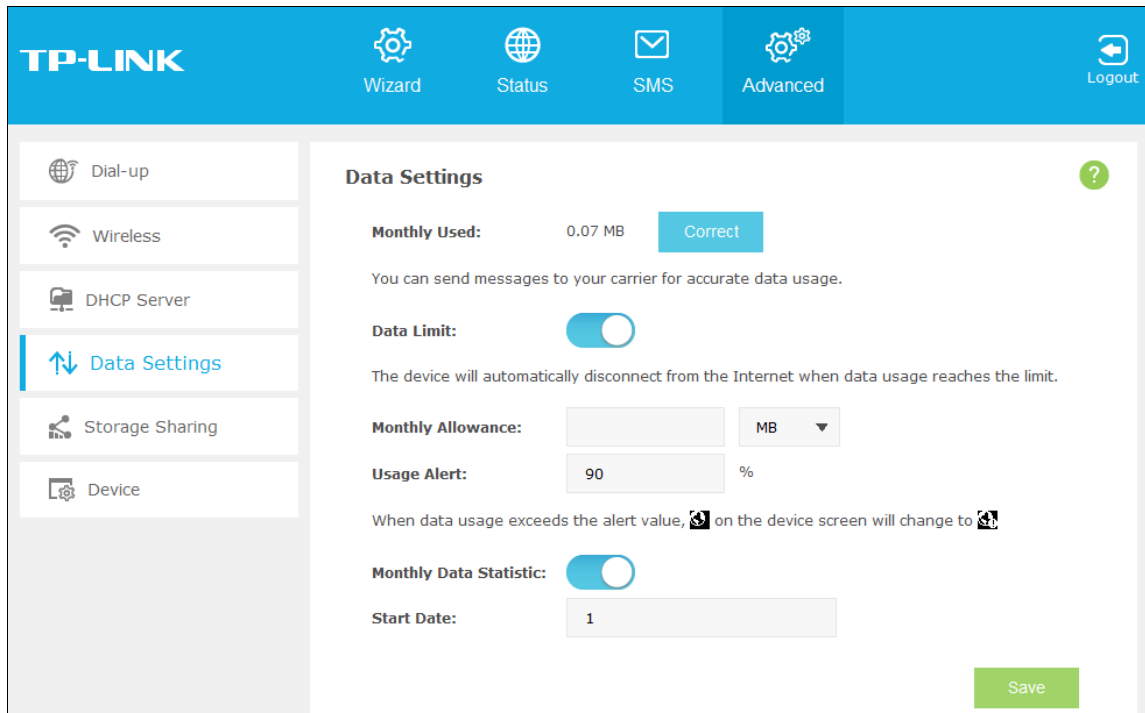 TP-LINK
Wizard
Status
SMS
Advanced
Logout
Dial-up
Wireless
DHCP Server
Data Settings
Storage Sharing
Device
Data Settings
?
Monthly Used: 0.07 MB Correct
You can send messages to your carrier for accurate data usage.
Data Limit:
The device will automatically disconnect from the Internet when data usage reaches the limit.
Monthly Allowance: MB
Usage Alert: 90 %
When data usage exceeds the alert value, on the device screen will change to
Monthly Data Statistic:
Start Date: 1
Save